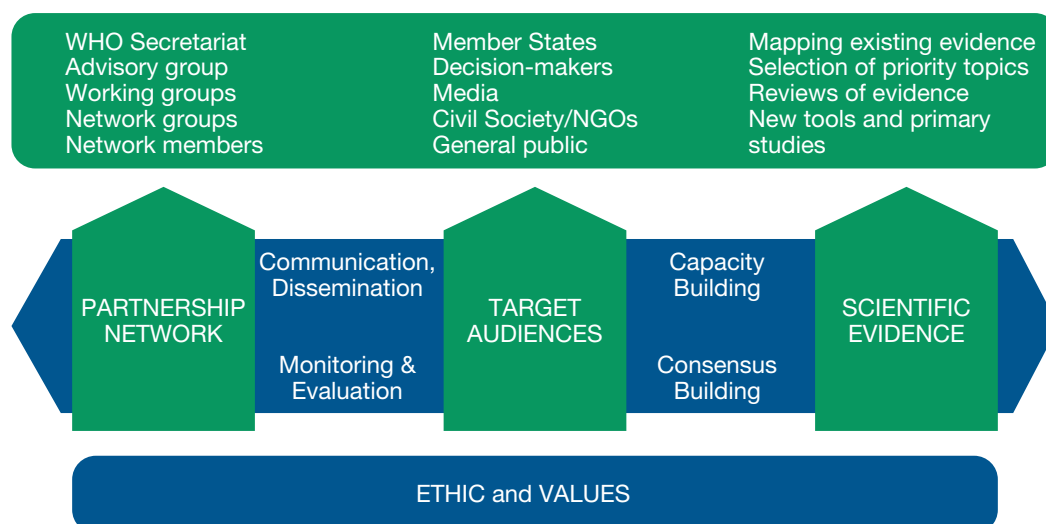 WHO Secretariat
Advisory group
Working groups
Network groups
Network members
Member States
Decision-makers
Media
Civil Society/NGOs
General public
Mapping existing evidence
Selection of priority topics
Reviews of evidence
New tools and primary
studies
PARTNERSHIP
NETWORK
Communication,
Dissemination
Monitoring &
Evaluation
TARGET
AUDIENCES
Capacity
Building
Consensus
Building
SCIENTIFIC
EVIDENCE
ETHIC and VALUES